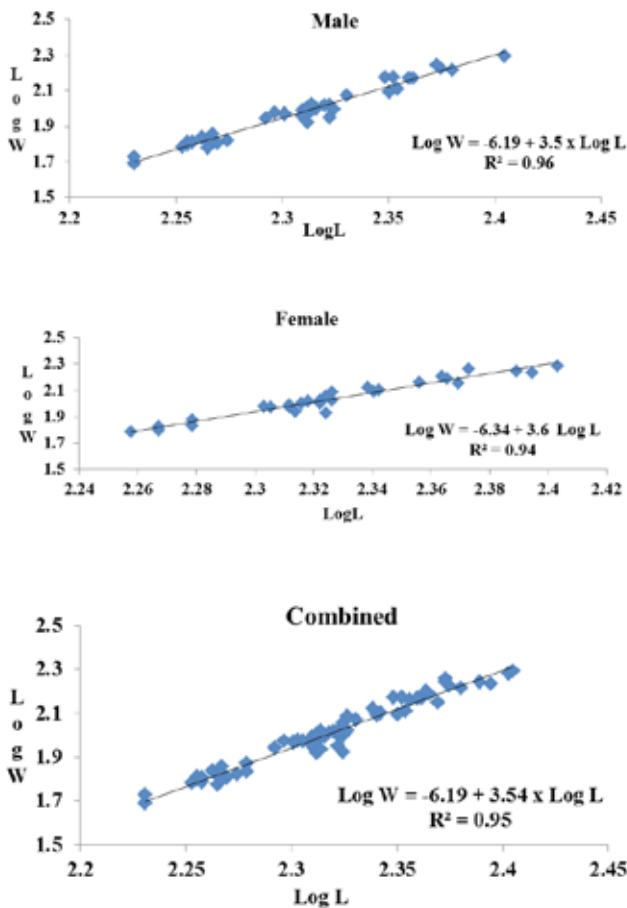 Male
2.5
2.3
2.1
1.9
1.7
1.5
L
o
g
W
Log W = -6.19 + 3.5 x Log L
R² = 0.96
2.2
2.25
2.3
2.35
2.4
2.45
LogL
Female
2.5
2.3
2.1
1.9
1.7
1.5
L
o
g
W
Log W = -6.34 + 3.6 Log L
R² = 0.94
2.24
2.26
2.28
2.3
2.32
2.34
2.36
2.38
2.4
2.42
LogL
Combined
2.5
2.3
2.1
1.9
1.7
1.5
L
o
g
W
Log W = -6.19 + 3.54 x Log L
R² = 0.95
2.2
2.25
2.3
2.35
2.4
2.45
Log L